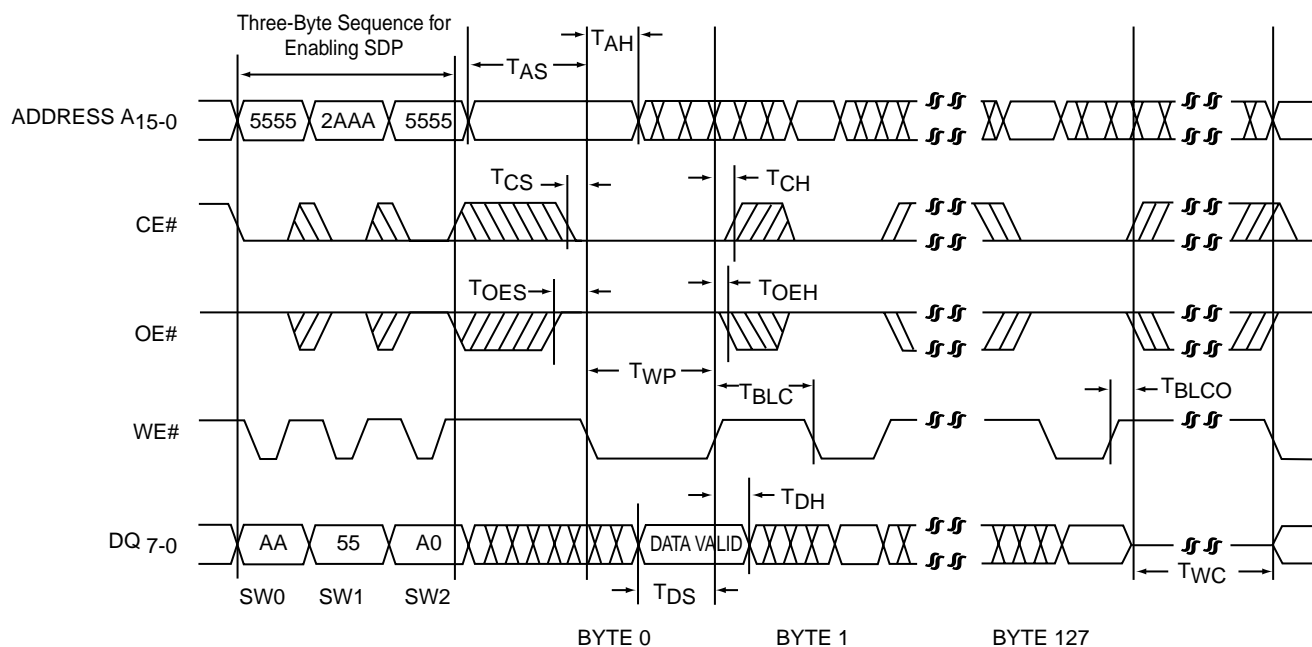 Three-Byte Sequence for
Enabling SDP
TAH
TAS
ADDRESS A15-0
5555 2AAA 5555
TCS
TCH
CE#
TOES
TOEH
OE#
TWP
TBLC
TBLCO
WE#
TDH
DQ 7-0
AA 55 A0 DATA VALID
TWC
SW0 SW1 SW2
TDS
BYTE 0 BYTE 1 BYTE 127